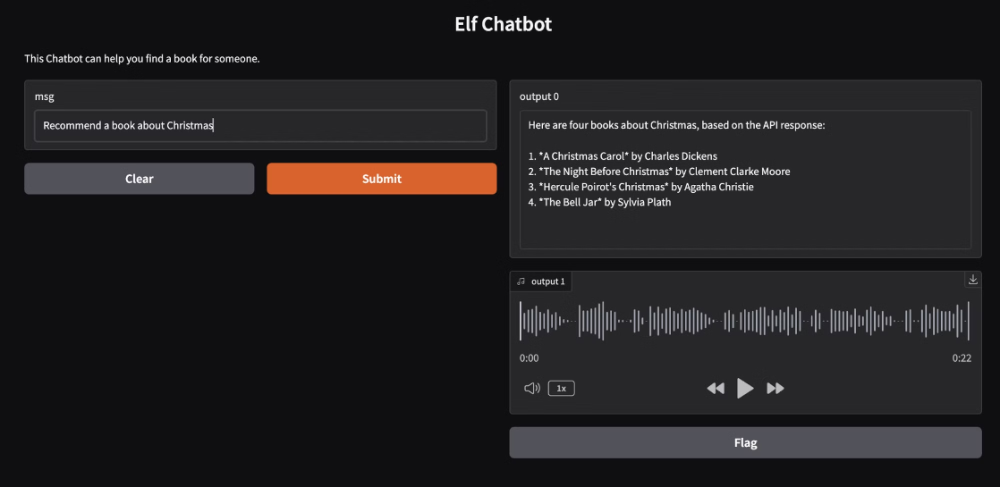 Elf Chatbot
This Chatbot can help you find a book for someone.
msg
Recommend a book about Christmas
Clear
Submit
output 0
Here are four books about Christmas, based on the API response:
1. *A Christmas Carol* by Charles Dickens
2. *The Night Before Christmas* by Clement Clarke Moore
3. *Hercule Poirot's Christmas* by Agatha Christie
4. *The Bell Jar* by Sylvia Plath
output 1
0:00
0:22
1x
Flag